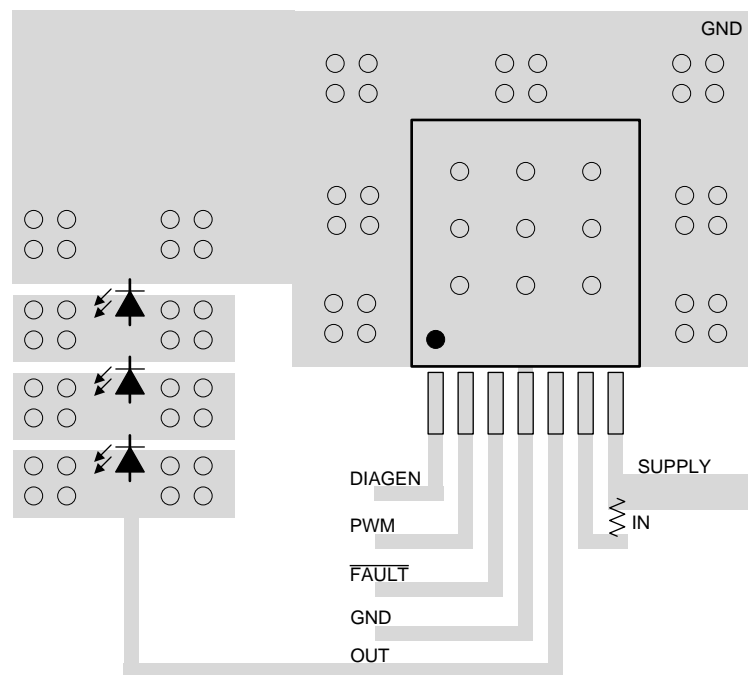 GND
DIAGEN
SUPPLY
PWM
IN
FAULT
GND
OUT